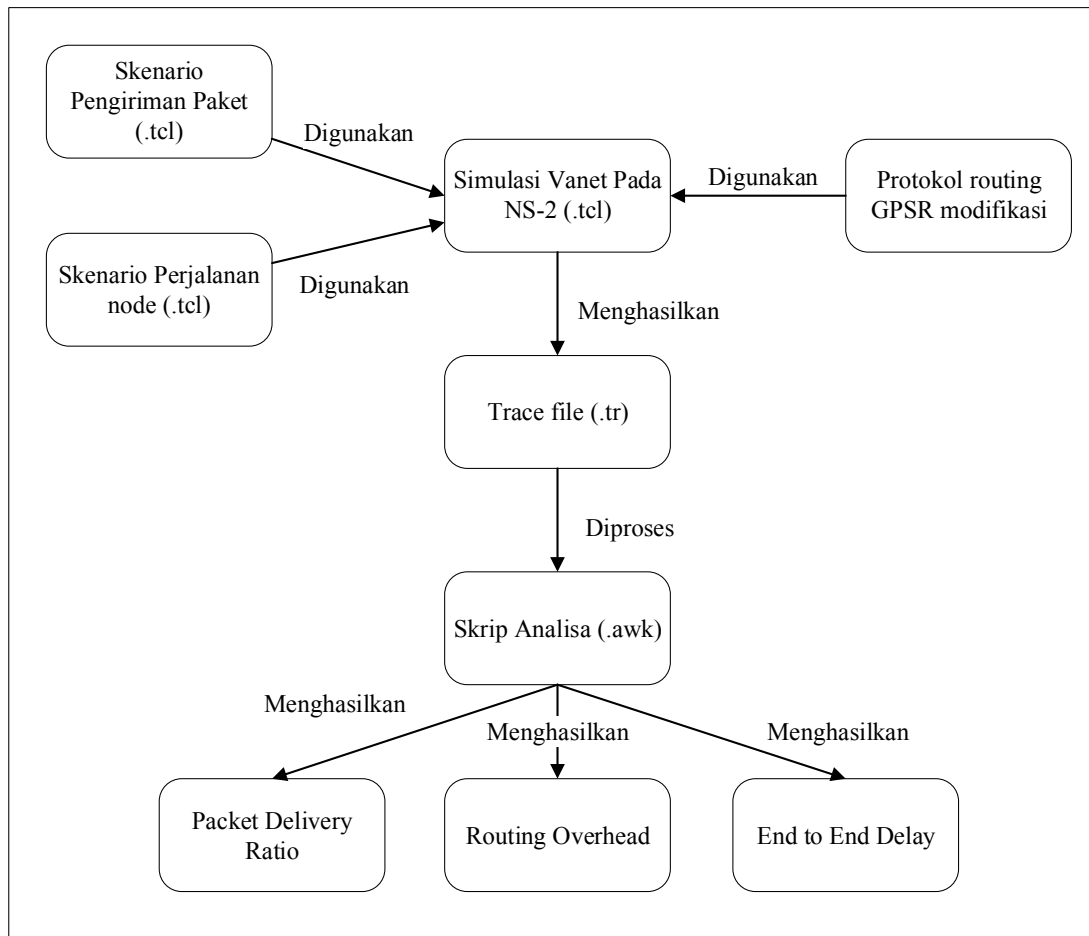 Skenario
Pengiriman Paket
(.tcl)
Digunakan
Simulasi Vanet Pada
NS-2 (.tcl)
Digunakan
Protokol routing
GPSR modifikasi
Skenario Perjalanan
node (.tcl)
Digunakan
Menghasilkan
Trace file (.tr)
Diproses
Skrip Analisa (.awk)
Menghasilkan
Menghasilkan
Menghasilkan
Packet Delivery
Ratio
Routing Overhead
End to End Delay